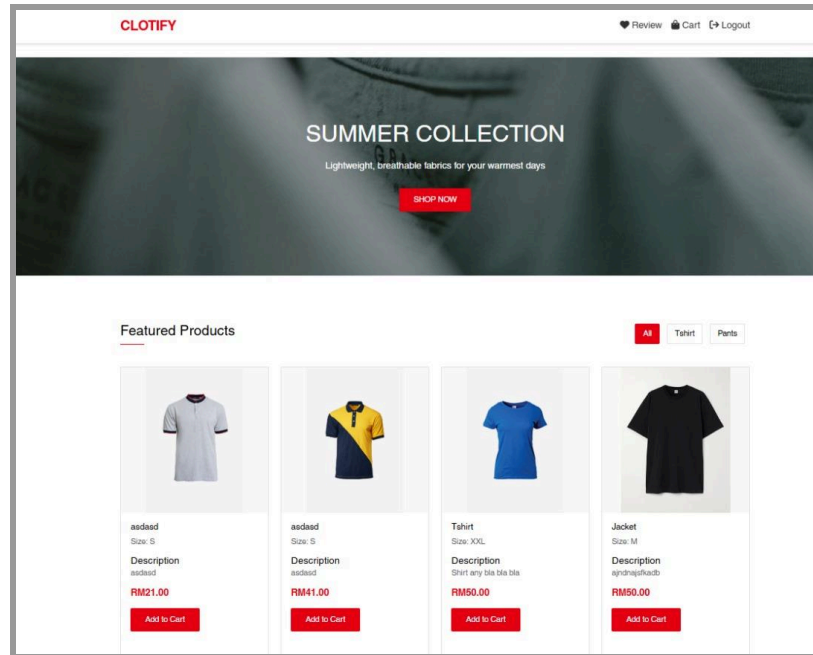 CLOTIFY
Review Cart Logout
SUMMER COLLECTION
Lightweight, breathable fabrics for your warmest days
SHOP NOW
Featured Products
All Tshirt Pants
asdasd
Size: S
Description
asdasd
RM21.00
Add to Cart
asdasd
Size: S
Description
asdasd
RM41.00
Add to Cart
Tshirt
Size: XXL
Description
Shirt any bla bla bla
RM50.00
Add to Cart
Jacket
Size: M
Description
ajndnajsfkadb
RM50.00
Add to Cart